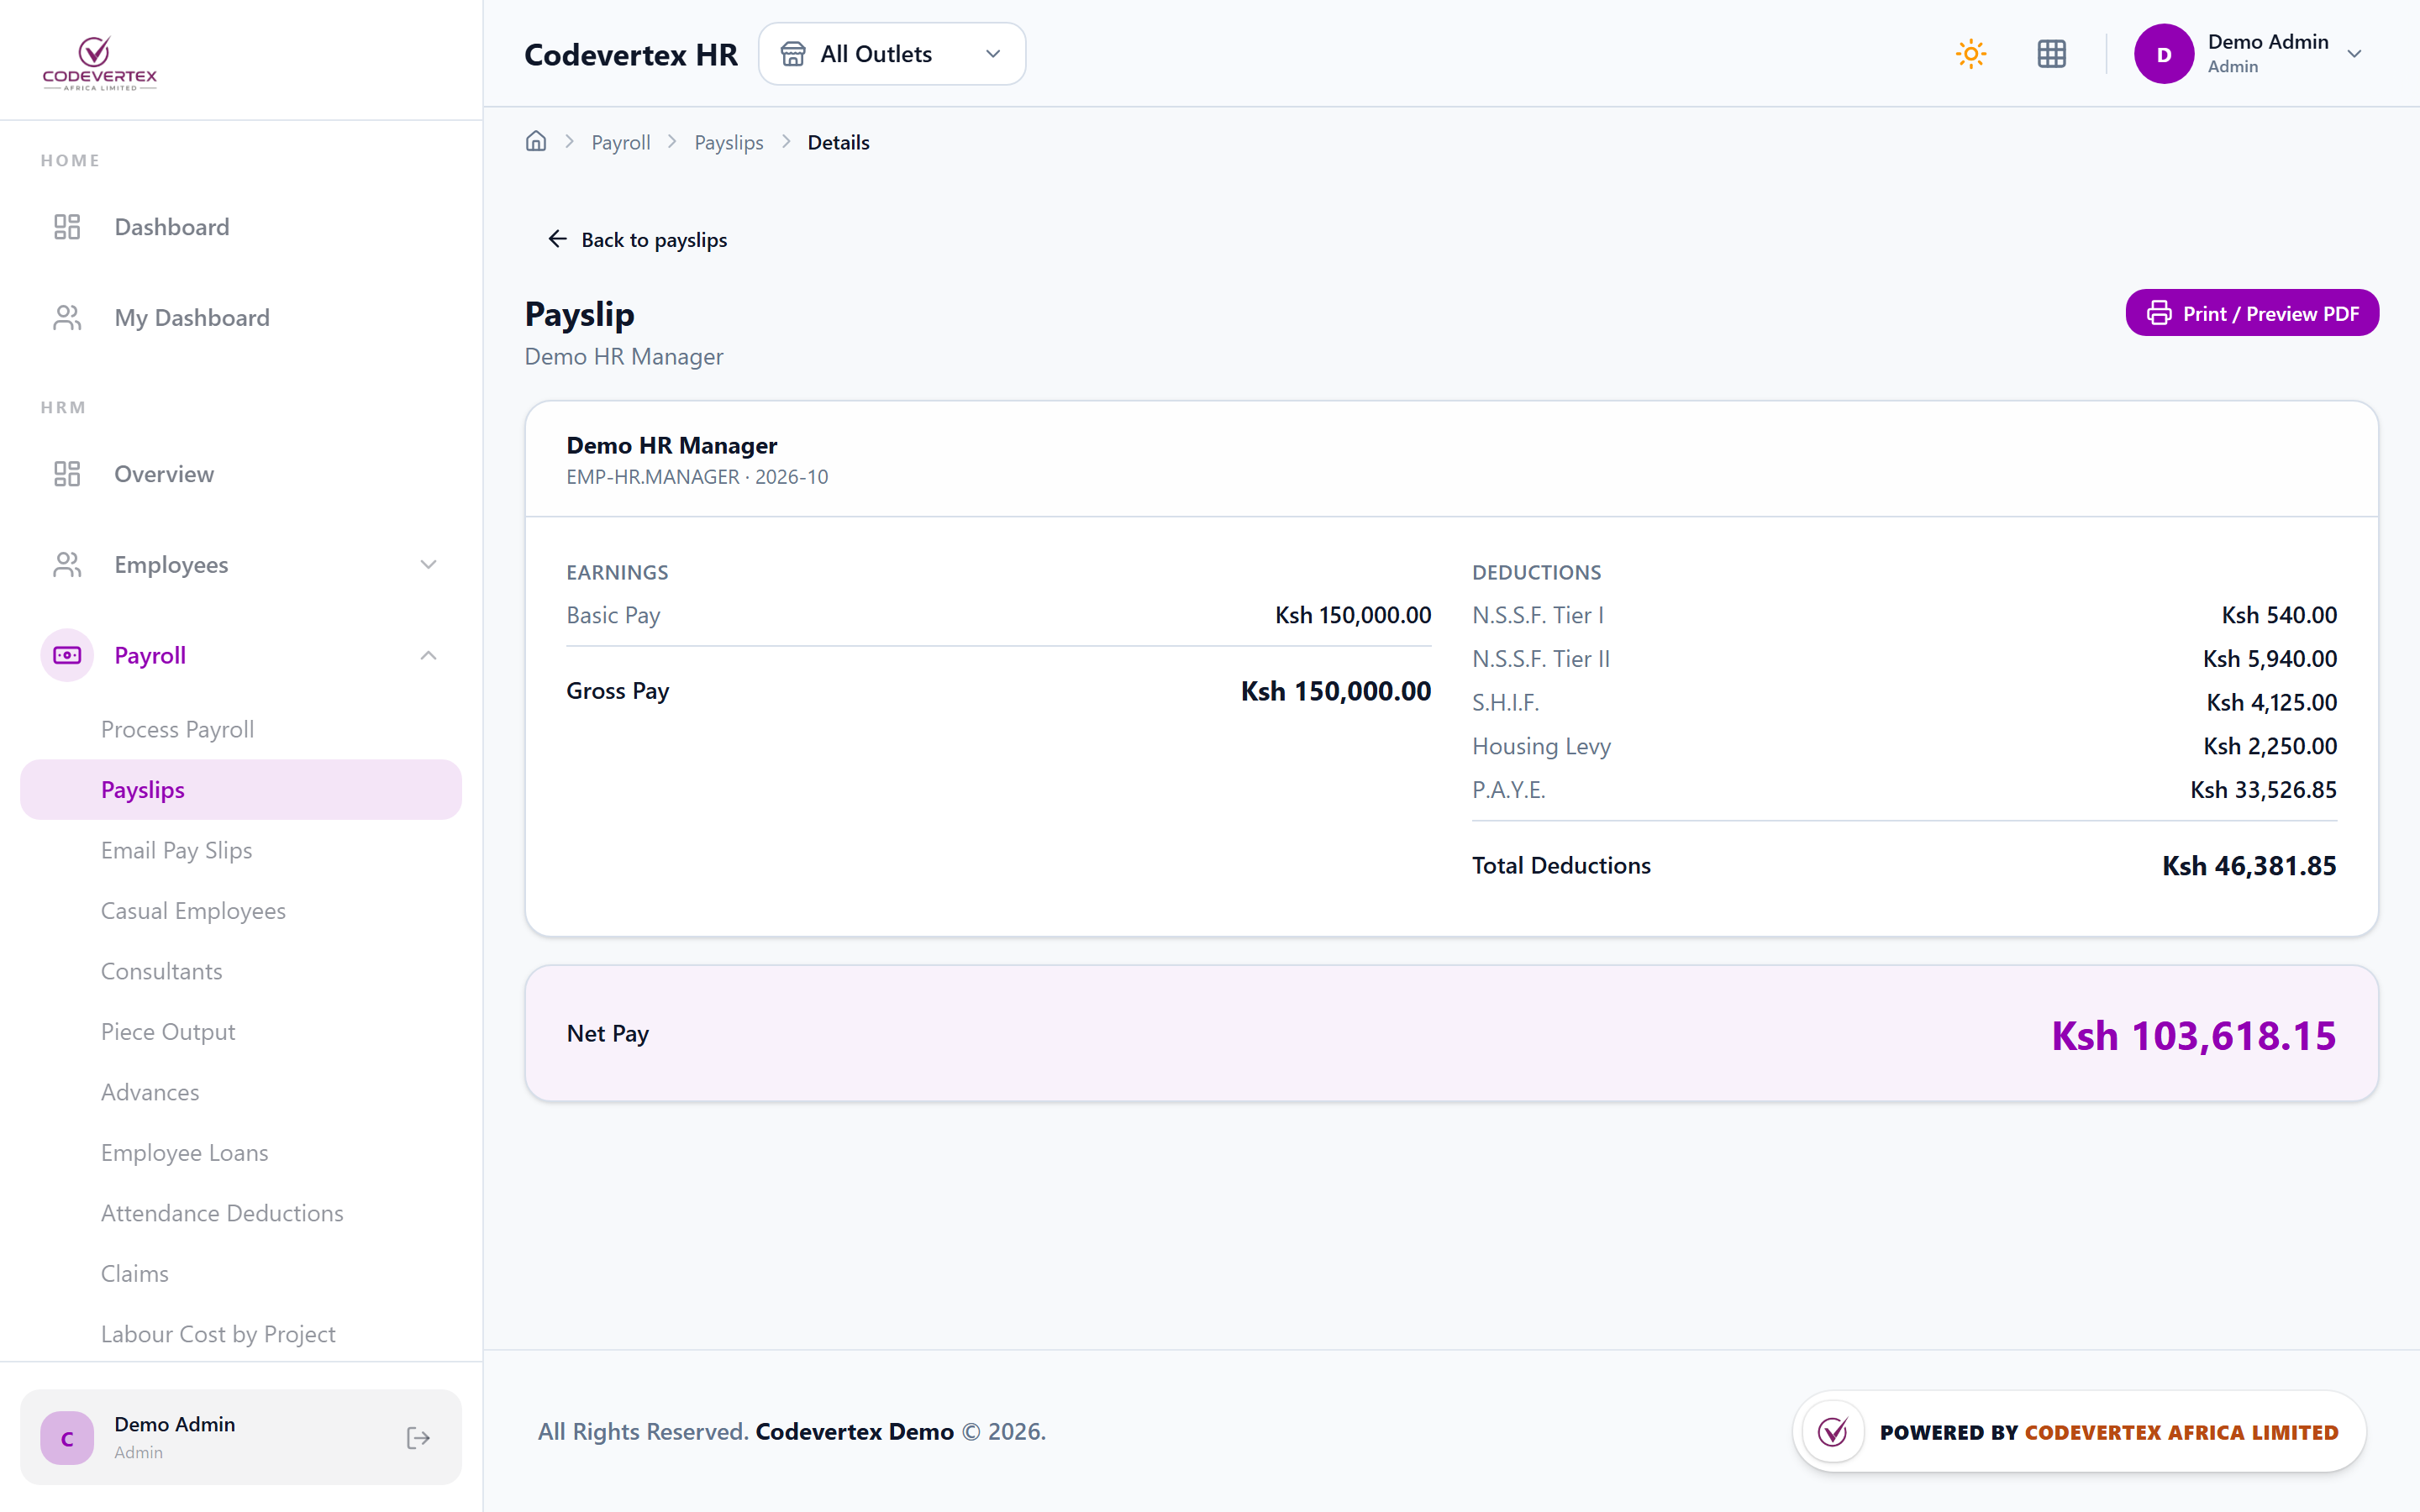 CODEVERTEX
AFRICA LIMITED
HOME
Dashboard
My Dashboard
HRM
Overview
Employees
Payroll
Process Payroll
Payslips
Email Pay Slips
Casual Employees
Consultants
Piece Output
Advances
Employee Loans
Attendance Deductions
Claims
Labour Cost by Project
C
Demo Admin
Admin
Codevertex HR
All Outlets
D
Demo Admin
Admin
Payroll
Payslips
Details
Back to payslips
Payslip
Demo HR Manager
Print / Preview PDF
Demo HR Manager
EMP-HR.MANAGER · 2026-10
EARNINGS
Basic Pay Ksh 150,000.00
Gross Pay Ksh 150,000.00
DEDUCTIONS
N.S.S.F. Tier I Ksh 540.00
N.S.S.F. Tier II Ksh 5,940.00
S.H.I.F. Ksh 4,125.00
Housing Levy Ksh 2,250.00
P.A.Y.E. Ksh 33,526.85
Total Deductions Ksh 46,381.85
Net Pay Ksh 103,618.15
All Rights Reserved. Codevertex Demo © 2026.
POWERED BY CODEVERTEX AFRICA LIMITED